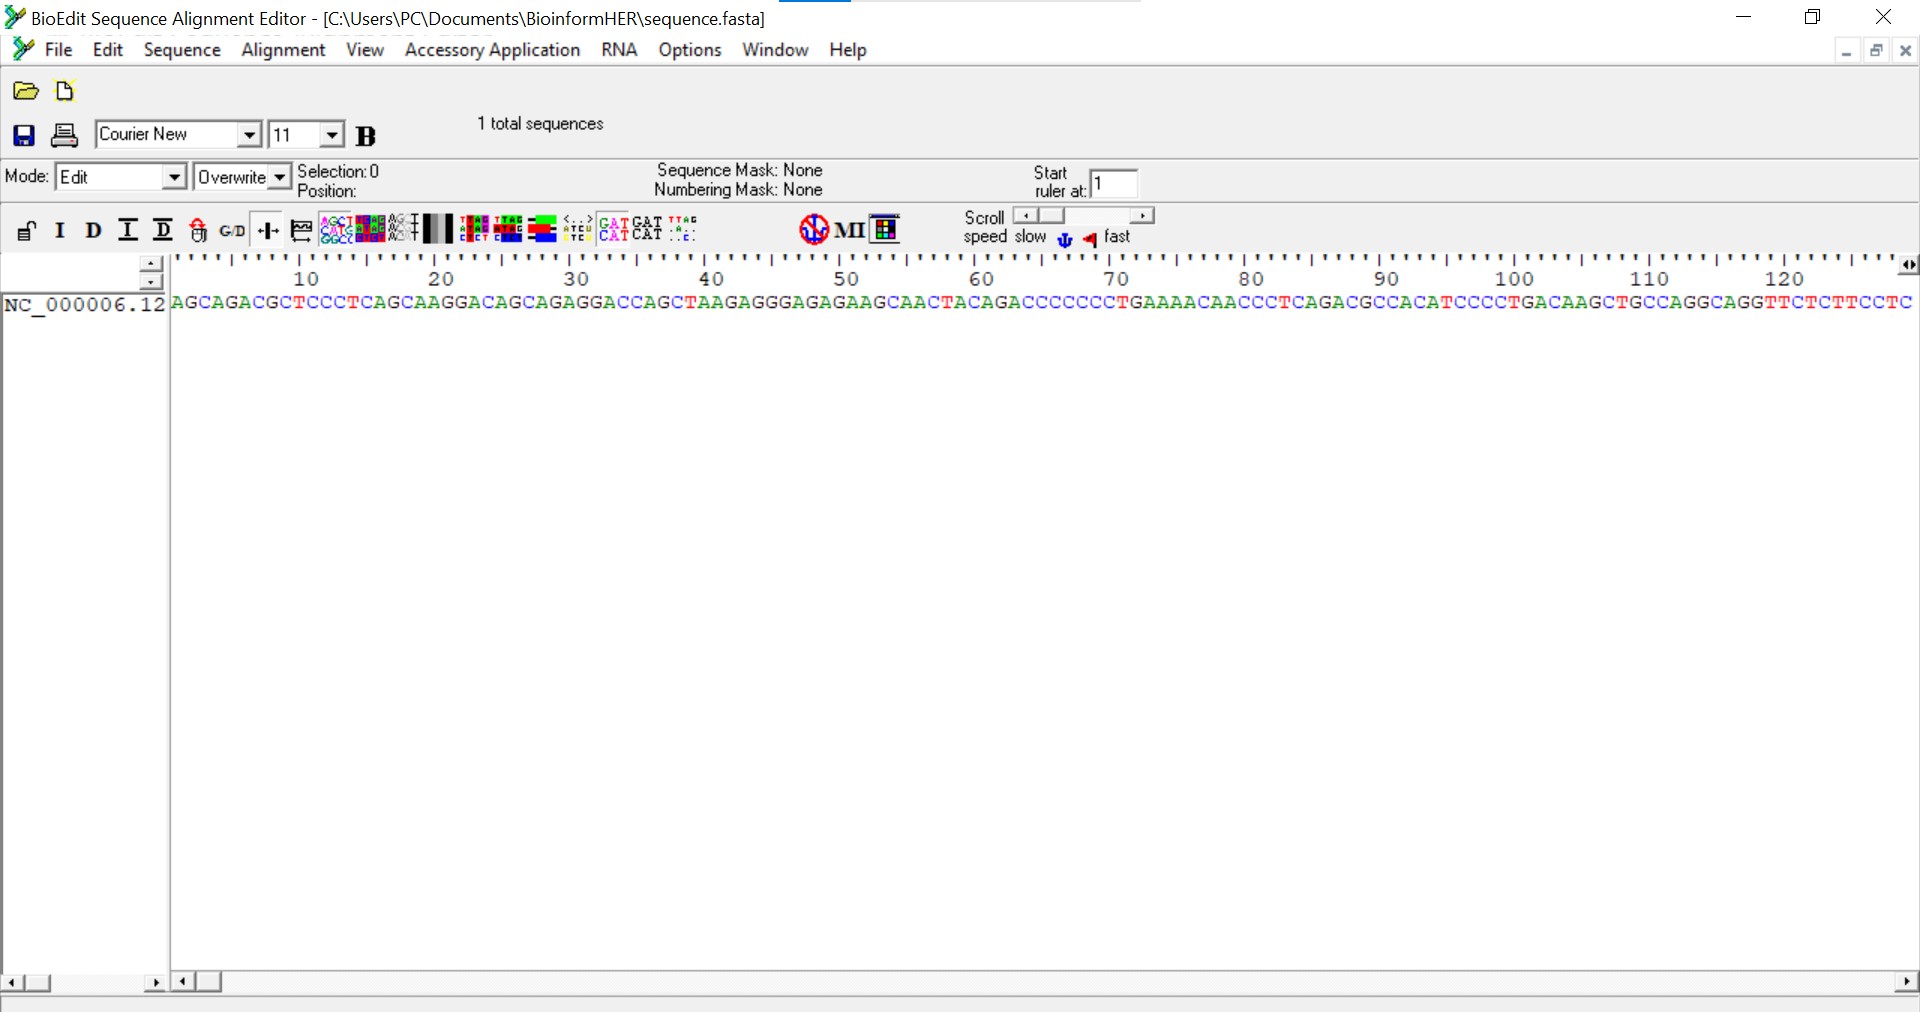 BioEdit Sequence Alignment Editor - [C:\Users\PC\Documents\BioinformHER\sequence.fasta]
File Edit Sequence Alignment View Accessory Application RNA Options Window Help
1 total sequences
Courier New 11 B
Mode: Edit Overwrite Selection: 0 Sequence Mask: None Start
Position: Numbering Mask: None ruler at: 1
I D I D G/D MI Scroll
speed slow fast
10 20 30 40 50 60 70 80 90 100 110 120
NC_000006.12 AGCAGACGCTCCCTCAGCAAGGACAGCAGAGGACCAGCTAAGAGGGAGAGAAGCAACTACAGACCCCCCCTGAAAACAACCCTCAGACGCCACATCCCCTGACAAGCTGCCAGGCAGGTTCTCTTCCTC